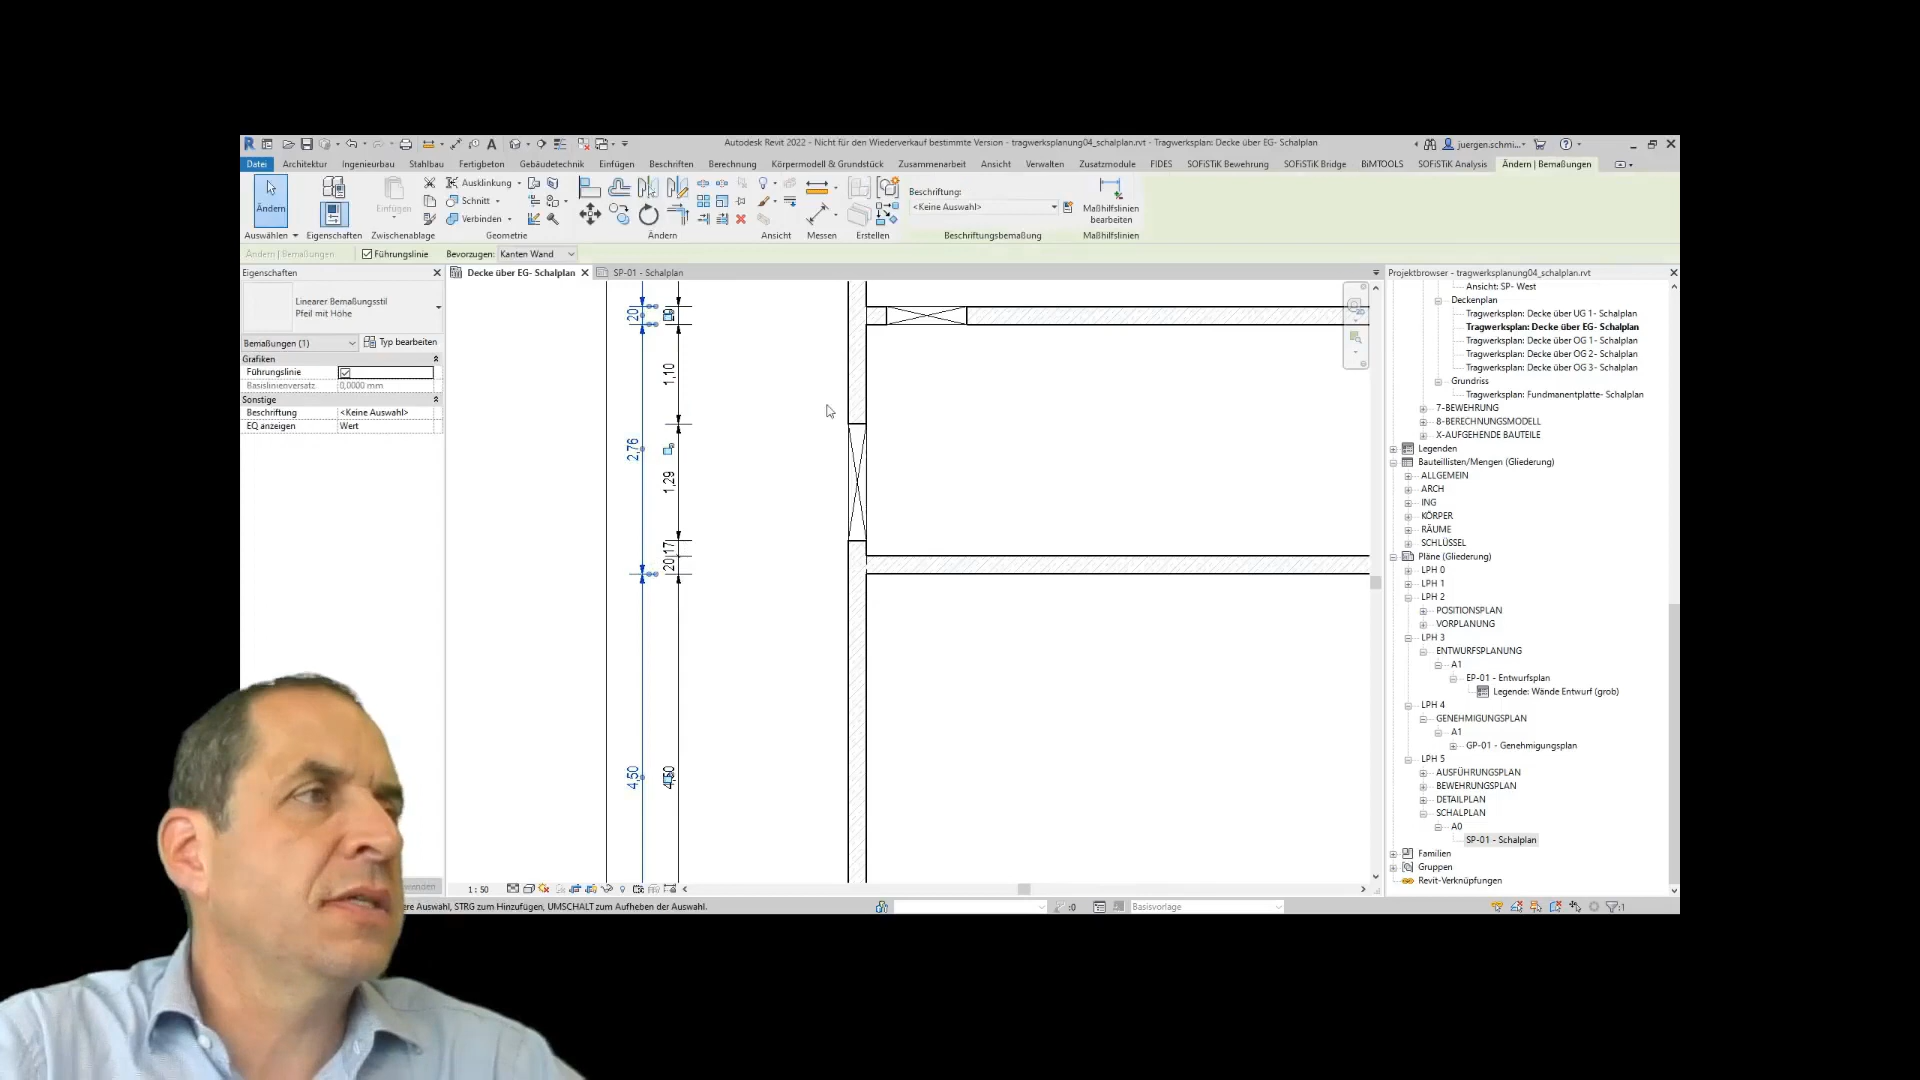 Autodesk Revit 2022 - Nicht für den Wiederverkauf bestimmte Version - tragwerksplanung04_schalplan.rvt - Tragwerksplan: Decke über EG- Schalplan
juergen.schmi...
Datei Architektur Ingenieurbau Stahlbau Fertigbeton Gebäudetechnik Einfügen Beschriften Berechnung Körpermodell & Grundstück Zusammenarbeit Ansicht Verwalten Zusatzmodule FIDES SOFiSTiK Bewehrung SOFiSTiK Bridge BiMTOOLS SOFiSTiK Analysis Ändern | Bemaßungen
Ändern
Einfügen
Ausklinkung
Schnitt
Verbinden
Beschriftung:
<Keine Auswahl>
Maßhilfslinien
bearbeiten
Auswählen Eigenschaften Zwischenablage Geometrie Ändern Ansicht Messen Erstellen Beschriftungsbemaßung Maßhilfslinien
Ändern | Bemaßungen Führungslinie Bevorzugen: Kanten Wand
Eigenschaften
Linearer Bemaßungsstil
Pfeil mit Höhe
Bemaßungen (1) Typ bearbeiten
Grafiken
Führungslinie
Basislinienversatz 0,0000 mm
Sonstige
Beschriftung <Keine Auswahl>
EQ anzeigen Wert
Decke über EG- Schalplan
SP-01 - Schalplan
20
1,10
2,76
1,29
17
20
4,50
4,50
1 : 50
Projektbrowser - tragwerksplanung04_schalplan.rvt
Ansicht: SP- West
Deckenplan
Tragwerksplan: Decke über UG 1- Schalplan
Tragwerksplan: Decke über EG- Schalplan
Tragwerksplan: Decke über OG 1- Schalplan
Tragwerksplan: Decke über OG 2- Schalplan
Tragwerksplan: Decke über OG 3- Schalplan
Grundriss
Tragwerksplan: Fundmanentplatte- Schalplan
7-BEWEHRUNG
8-BERECHNUNGSMODELL
X-AUFGEHENDE BAUTEILE
Legenden
Bauteillisten/Mengen (Gliederung)
ALLGEMEIN
ARCH
ING
KÖRPER
RÄUME
SCHLÜSSEL
Pläne (Gliederung)
LPH 0
LPH 1
LPH 2
POSITIONSPLAN
VORPLANUNG
LPH 3
ENTWURFSPLANUNG
A1
EP-01 - Entwurfsplan
Legende: Wände Entwurf (grob)
LPH 4
GENEHMIGUNGSPLAN
A1
GP-01 - Genehmigungsplan
LPH 5
AUSFÜHRUNGSPLAN
BEWEHRUNGSPLAN
DETAILPLAN
SCHALPLAN
A0
SP-01 - Schalplan
Familien
Gruppen
Revit-Verknüpfungen
ere Auswahl, STRG zum Hinzufügen, UMSCHALT zum Aufheben der Auswahl.
:0
Basisvorlage
:1